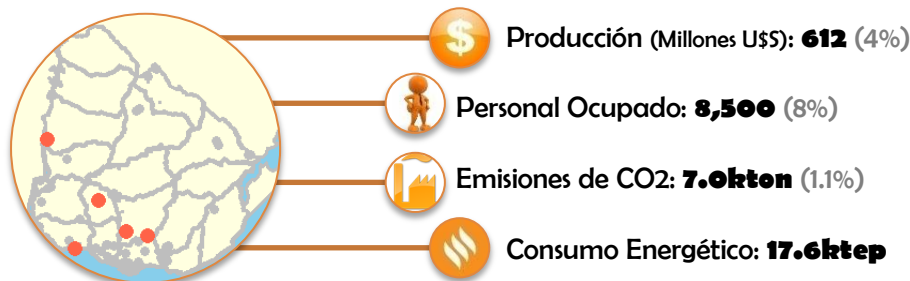 $
Producción (Millones U$S): 612 (4%)
Personal Ocupado: 8,500 (8%)
Emisiones de CO2: 7.0kton (1.1%)
Consumo Energético: 17.6ktep